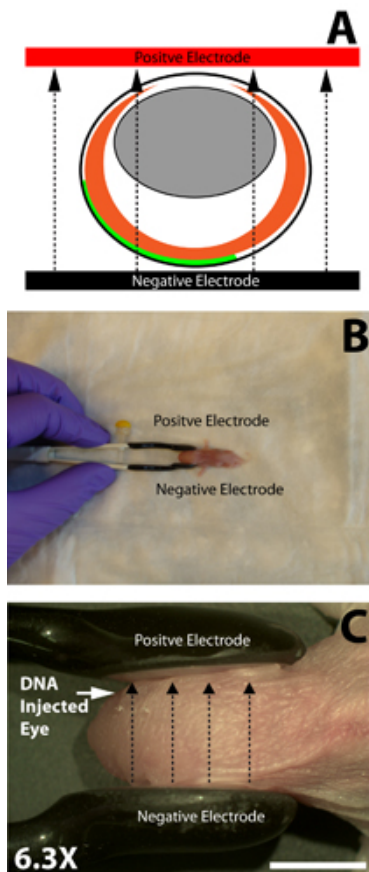 A
Positve Electrode
Negative Electrode
B
Positve Electrode
Negative Electrode
C
Positve Electrode
DNA
Injected
Eye
Negative Electrode
6.3X